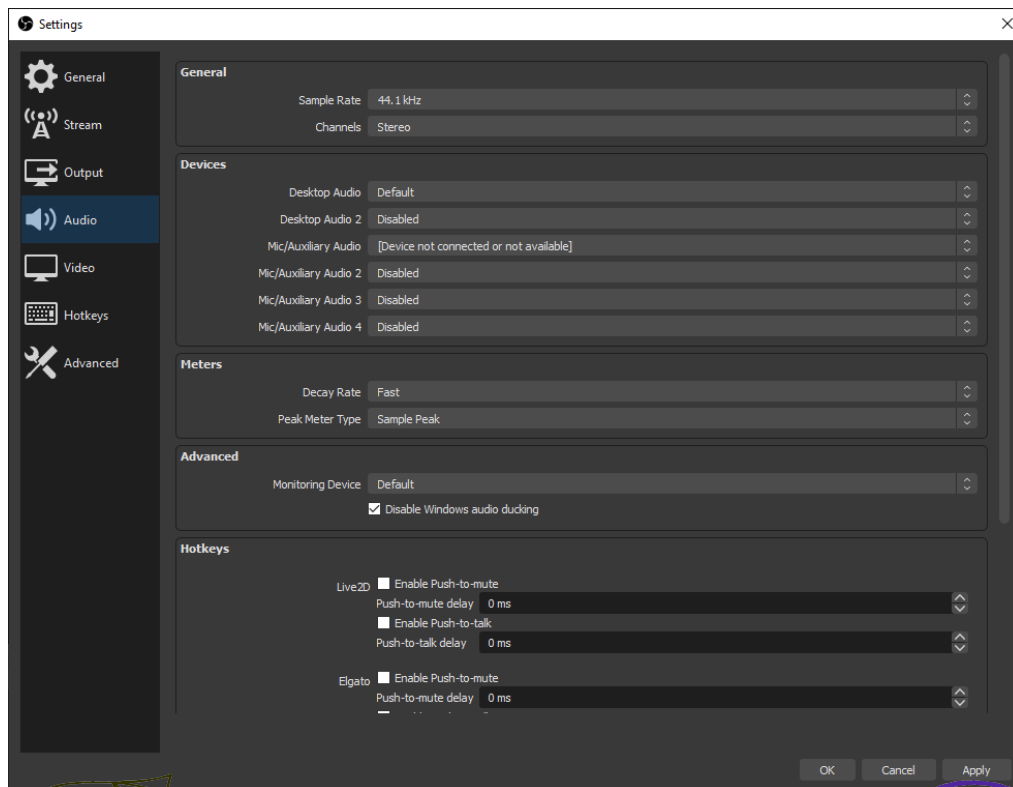 Settings
General
Stream
Output
Audio
Video
Hotkeys
Advanced
General
Sample Rate 44.1 kHz
Channels Stereo
Devices
Desktop Audio Default
Desktop Audio 2 Disabled
Mic/Auxiliary Audio [Device not connected or not available]
Mic/Auxiliary Audio 2 Disabled
Mic/Auxiliary Audio 3 Disabled
Mic/Auxiliary Audio 4 Disabled
Meters
Decay Rate Fast
Peak Meter Type Sample Peak
Advanced
Monitoring Device Default
Disable Windows audio ducking
Hotkeys
Live2D Enable Push-to-mute
Push-to-mute delay 0 ms
Enable Push-to-talk
Push-to-talk delay 0 ms
Elgato Enable Push-to-mute
Push-to-mute delay 0 ms
OK Cancel Apply